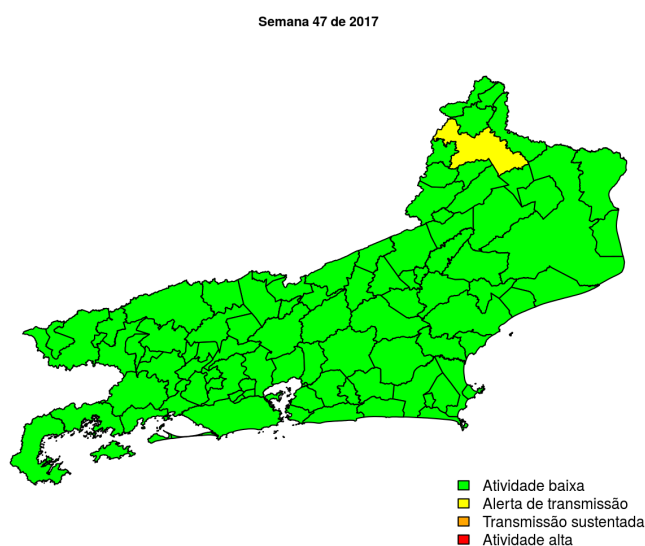 Semana 47 de 2017
Atividade baixa
Alerta de transmissão
Transmissão sustentada
Atividade alta